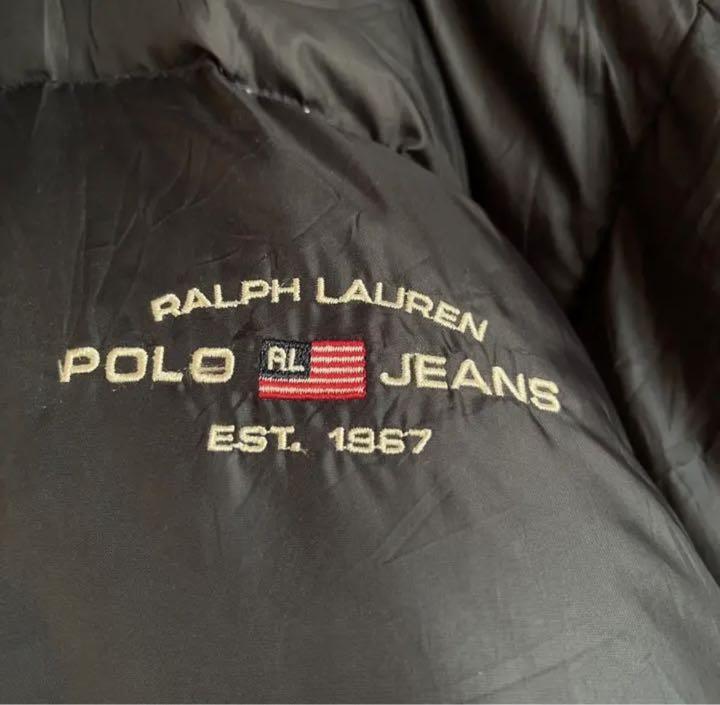 RALPH LAUREN
POLO RL JEANS
EST. 1967